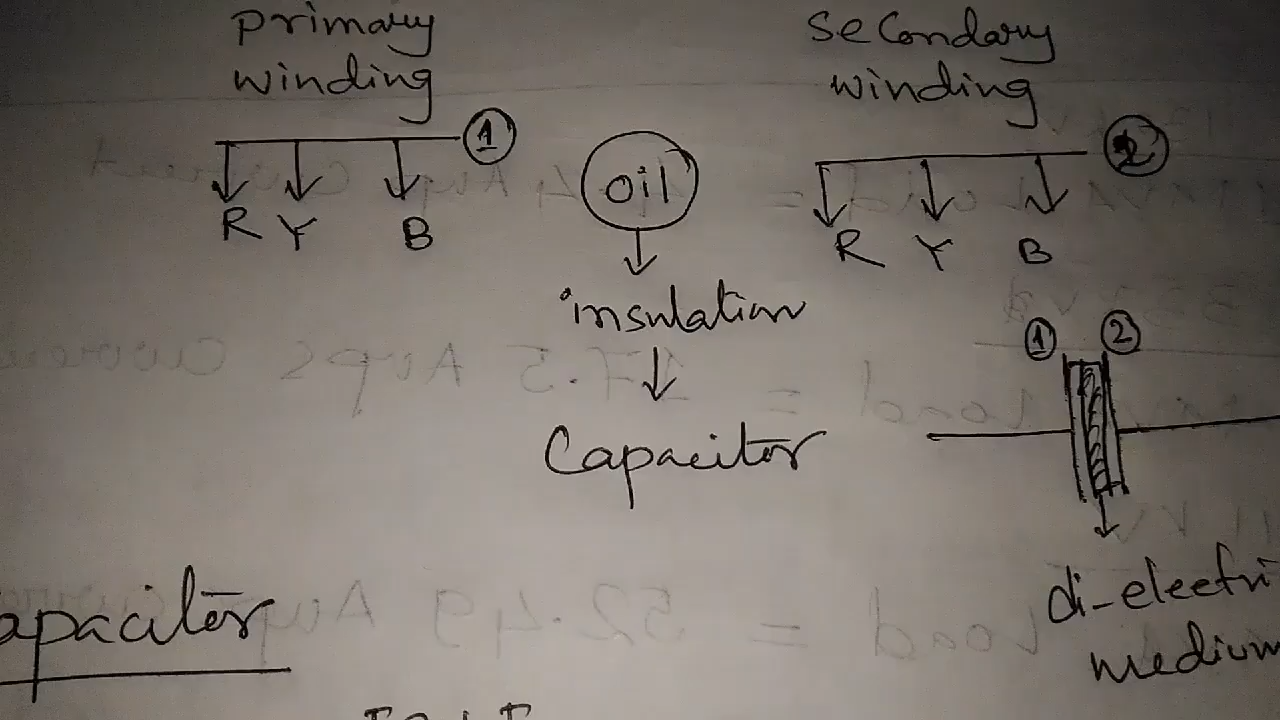 Primary
winding
1
R Y B
oil
insulation
Capacitor
Secondary
winding
2
R Y B
1 2
di-electri
medium
apacitor